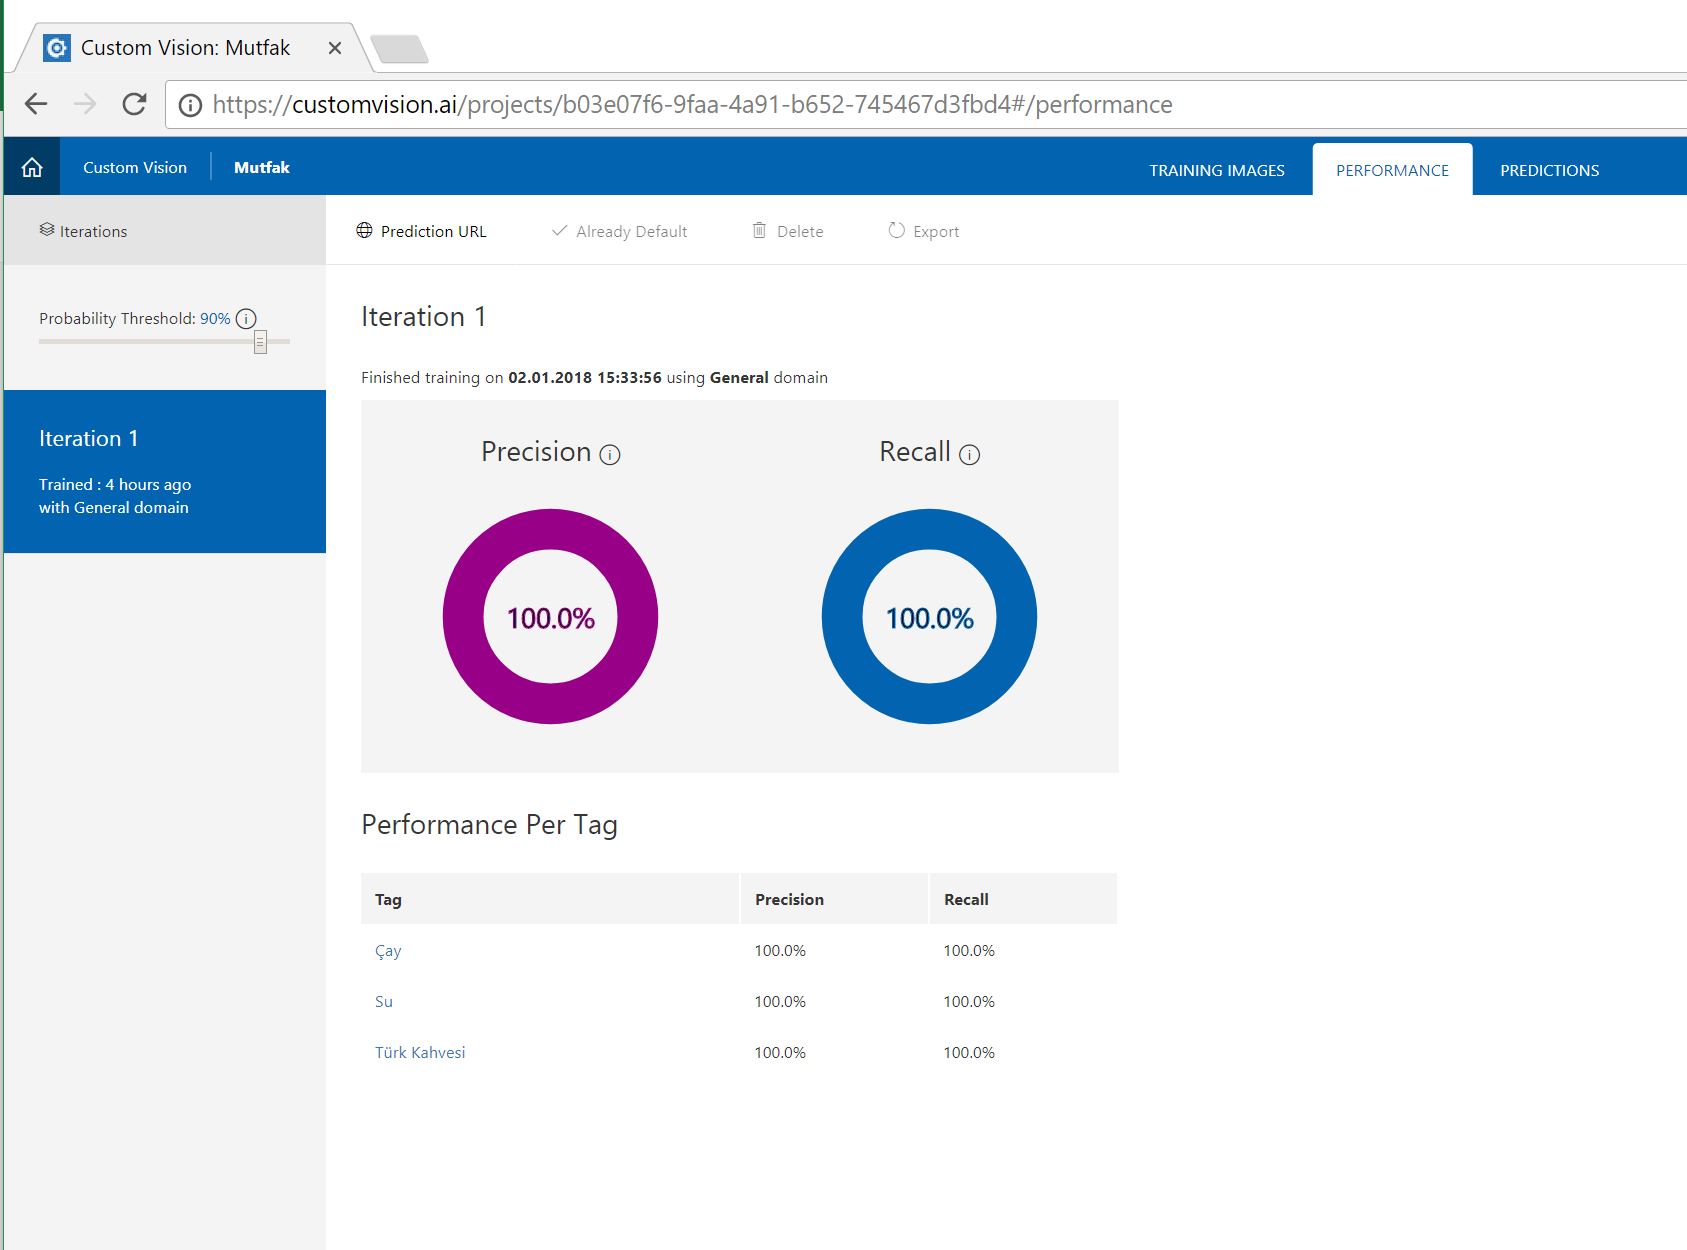 Custom Vision: Mutfak
https://customvision.ai/projects/b03e07f6-9faa-4a91-b652-745467d3fbd4#/performance
Custom Vision Mutfak TRAINING IMAGES PERFORMANCE PREDICTIONS
Iterations Prediction URL Already Default Delete Export
Probability Threshold: 90%
Iteration 1
Trained : 4 hours ago
with General domain
Iteration 1
Finished training on 02.01.2018 15:33:56 using General domain
Precision Recall
100.0% 100.0%
Performance Per Tag
Tag Precision Recall
Çay 100.0% 100.0%
Su 100.0% 100.0%
Türk Kahvesi 100.0% 100.0%